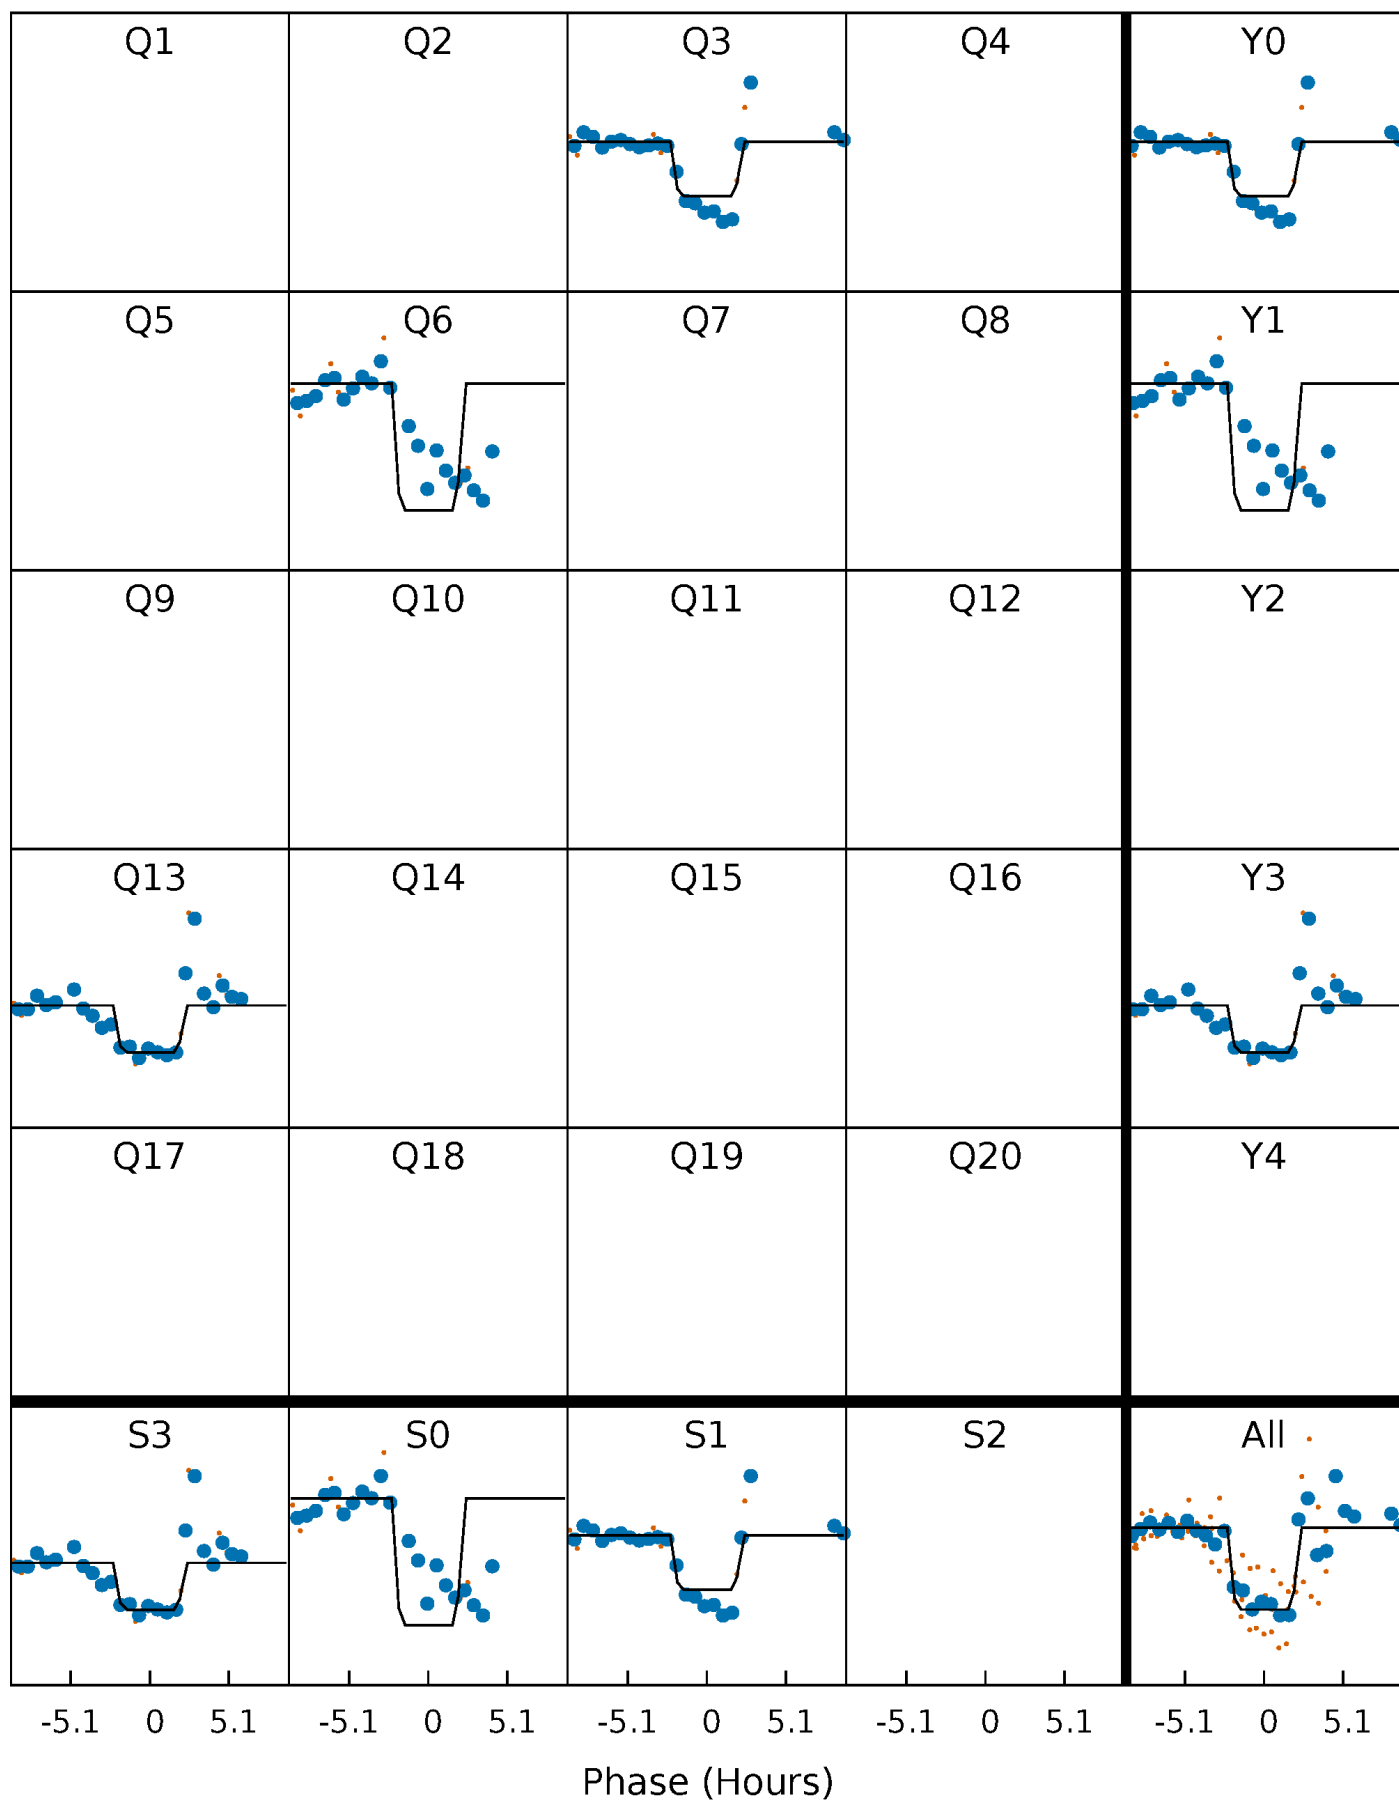 Q1 Q2 Q3 Q4 Y0
Q5 Q6 Q7 Q8 Y1
Q9 Q10 Q11 Q12 Y2
Q13 Q14 Q15 Q16 Y3
Q17 Q18 Q19 Q20 Y4
S3 S0 S1 S2 All
-5.1 0 5.1 -5.1 0 5.1 -5.1 0 5.1 -5.1 0 5.1 -5.1 0 5.1
Phase (Hours)